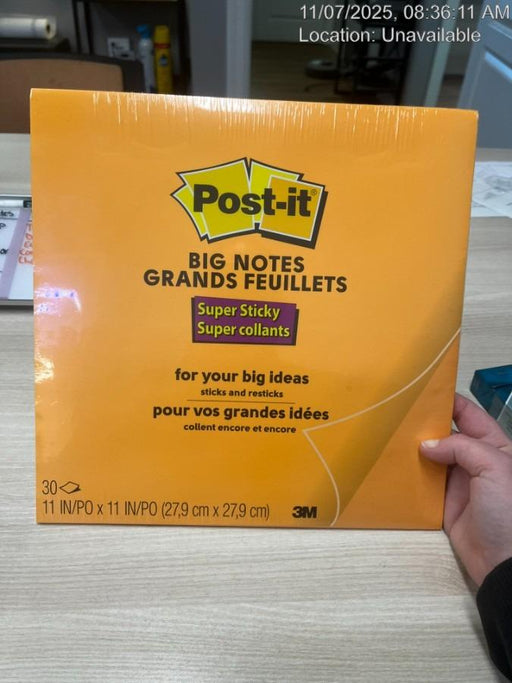 11/07/2025, 08:36:11 AM
Location: Unavailable
Post-it®
BIG NOTES
GRANDS FEUILLETS
Super Sticky
Super collants
for your big ideas
sticks and resticks
pour vos grandes idées
collent encore et encore
30
11 IN/PO x 11 IN/PO (27,9 cm x 27,9 cm)
3M